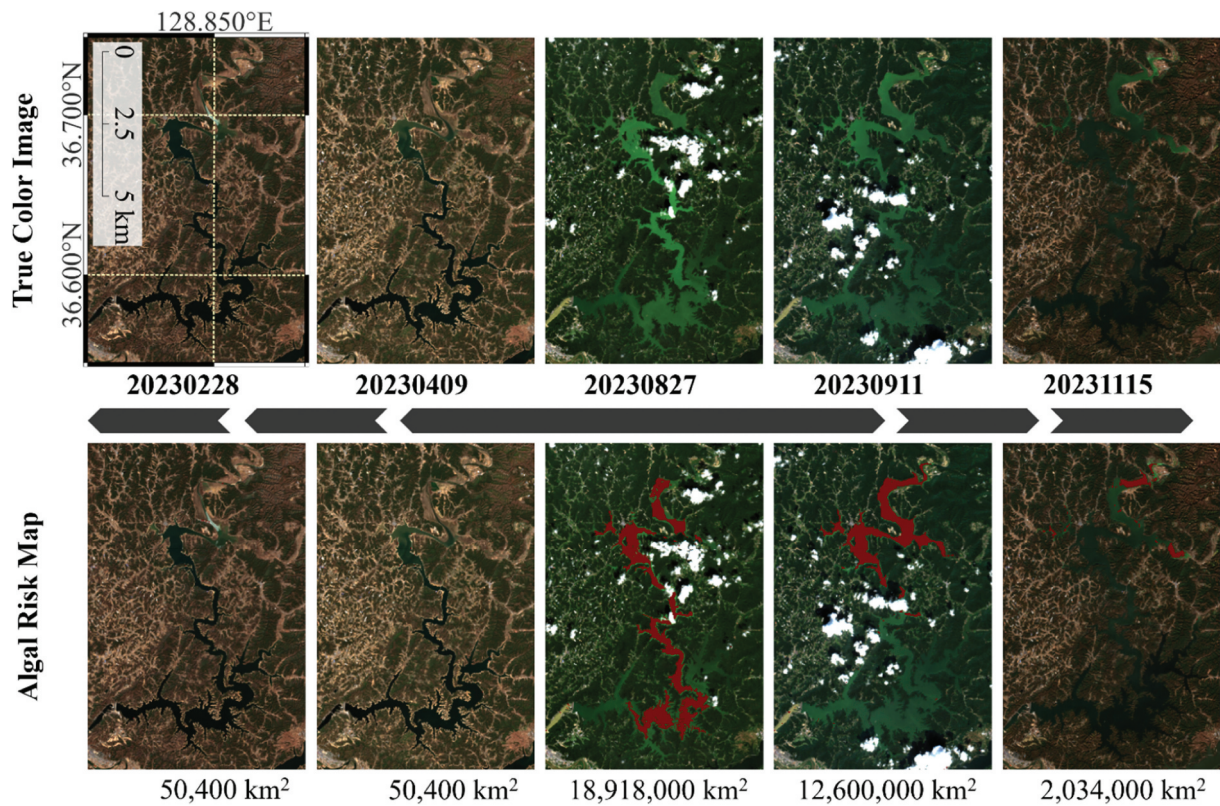 128.850°E
True Color Image
36.700°N
36.600°N
0
2.5
5 km
20230228
20230409
20230827
20230911
20231115
Algal Risk Map
50,400 km²
50,400 km²
18,918,000 km²
12,600,000 km²
2,034,000 km²